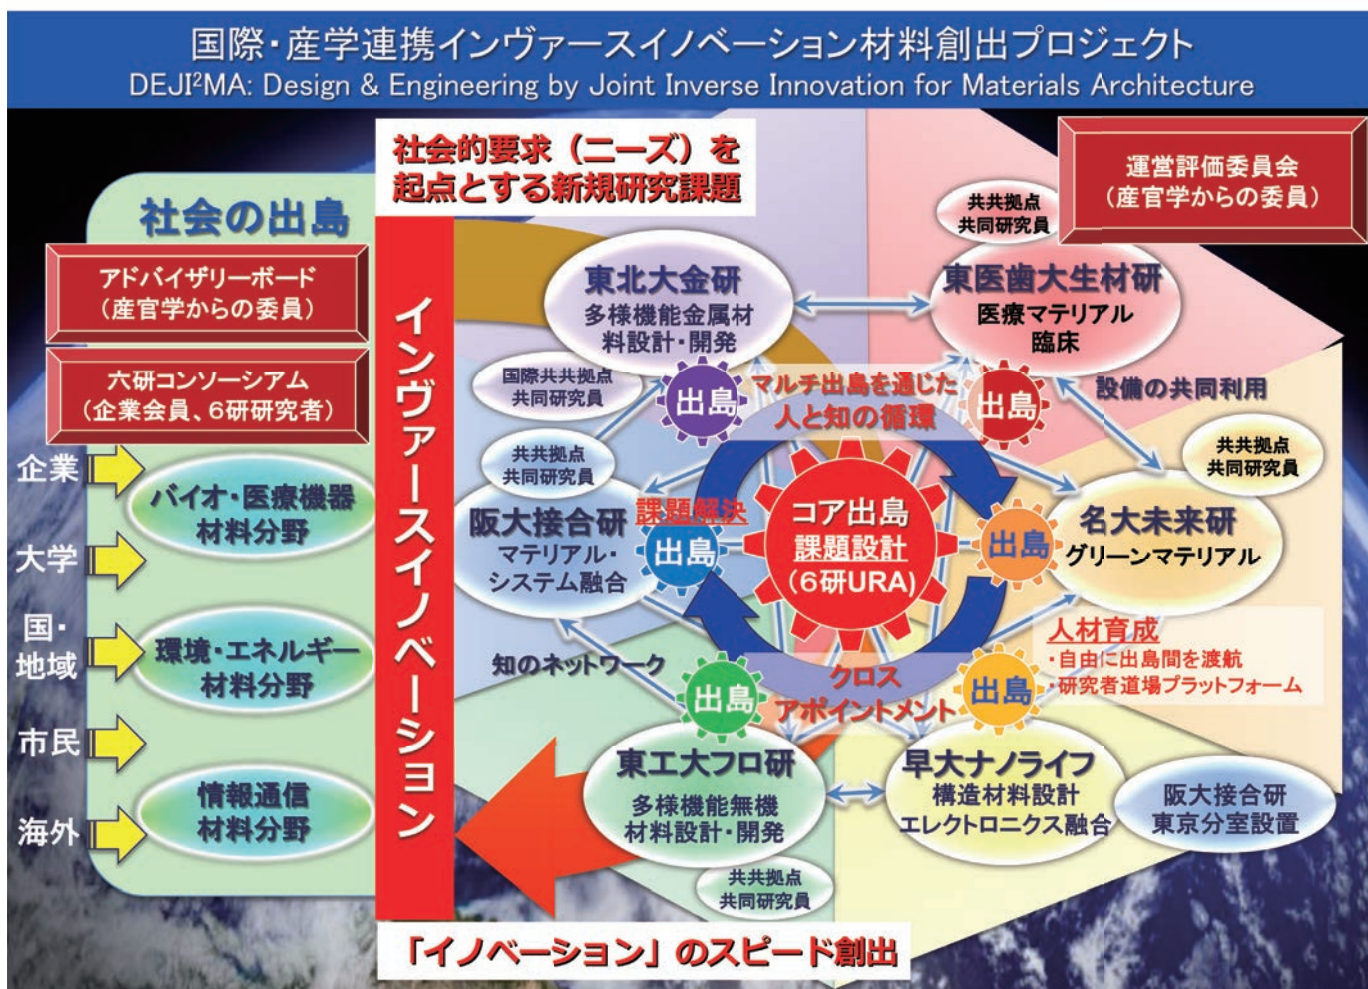 国際・産学連携インヴァースイノベーション材料創出プロジェクト
DEJI²MA: Design & Engineering by Joint Inverse Innovation for Materials Architecture
社会的要求（ニーズ）を
起点とする新規研究課題
運営評価委員会
（産官学からの委員）
社会の出島
アドバイザリーボード
（産官学からの委員）
六研コンソーシアム
（企業会員、６研研究者）
企業
大学
国・
地域
市民
海外
バイオ・医療機器
材料分野
環境・エネルギー
材料分野
情報通信
材料分野
インヴァースイノベーション
共共拠点
共同研究員
東北大金研
多様機能金属材
料設計・開発
東医歯大生材研
医療マテリアル
臨床
国際共共拠点
共同研究員
出島
マルチ出島を通じた
人と知の循環
出島
設備の共同利用
共共拠点
共同研究員
共共拠点
共同研究員
阪大接合研
マテリアル・
システム融合
課題解決
出島
コア出島
課題設計
（６研URA）
出島
名大未来研
グリーンマテリアル
人材育成
・自由に出島間を渡航
・研究者道場プラットフォーム
知のネットワーク
出島
クロス
アポイントメント
出島
東工大フロ研
多様機能無機
材料設計・開発
早大ナノライフ
構造材料設計
エレクトロニクス融合
阪大接合研
東京分室設置
共共拠点
共同研究員
「イノベーション」のスピード創出